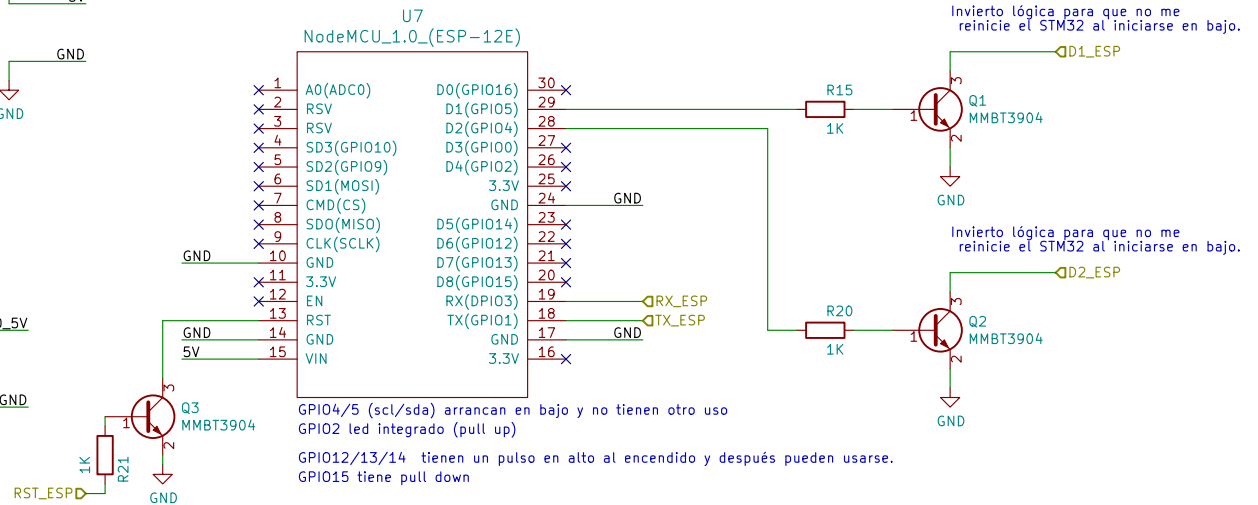 Invierto lógica para que no me
reinicie el STM32 al iniciarse en bajo.
U7
NodeMCU_1.0_(ESP-12E)
D1_ESP
GND
GND
1 A0(ADC0) D0(GPIO16) 30
2 RSV D1(GPIO5) 29
3 RSV D2(GPIO4) 28
4 SD3(GPIO10) D3(GPIO0) 27
5 SD2(GPIO9) D4(GPIO2) 26
6 SD1(MOSI) 3.3V 25
7 CMD(CS) GND 24 GND
8 SD0(MISO) D5(GPIO14) 23
9 CLK(SCLK) D6(GPIO12) 22
GND 10 GND D7(GPIO13) 21
11 3.3V D8(GPIO15) 20
12 EN RX(DPIO3) 19 RX_ESP
13 RST TX(GPIO1) 18 TX_ESP
GND 14 GND GND 17 GND
5V 15 VIN 3.3V 16
R15
1K
3
1
2
Q1
MMBT3904
GND
Invierto lógica para que no me
reinicie el STM32 al iniciarse en bajo.
D2_ESP
R20
1K
3
1
2
Q2
MMBT3904
GND
GND
3
1
2
Q3
MMBT3904
1K
R21
RST_ESP
GND
GPIO4/5 (scl/sda) arrancan en bajo y no tienen otro uso
GPIO2 led integrado (pull up)
GPIO12/13/14 tienen un pulso en alto al encendido y después pueden usarse.
GPIO15 tiene pull down